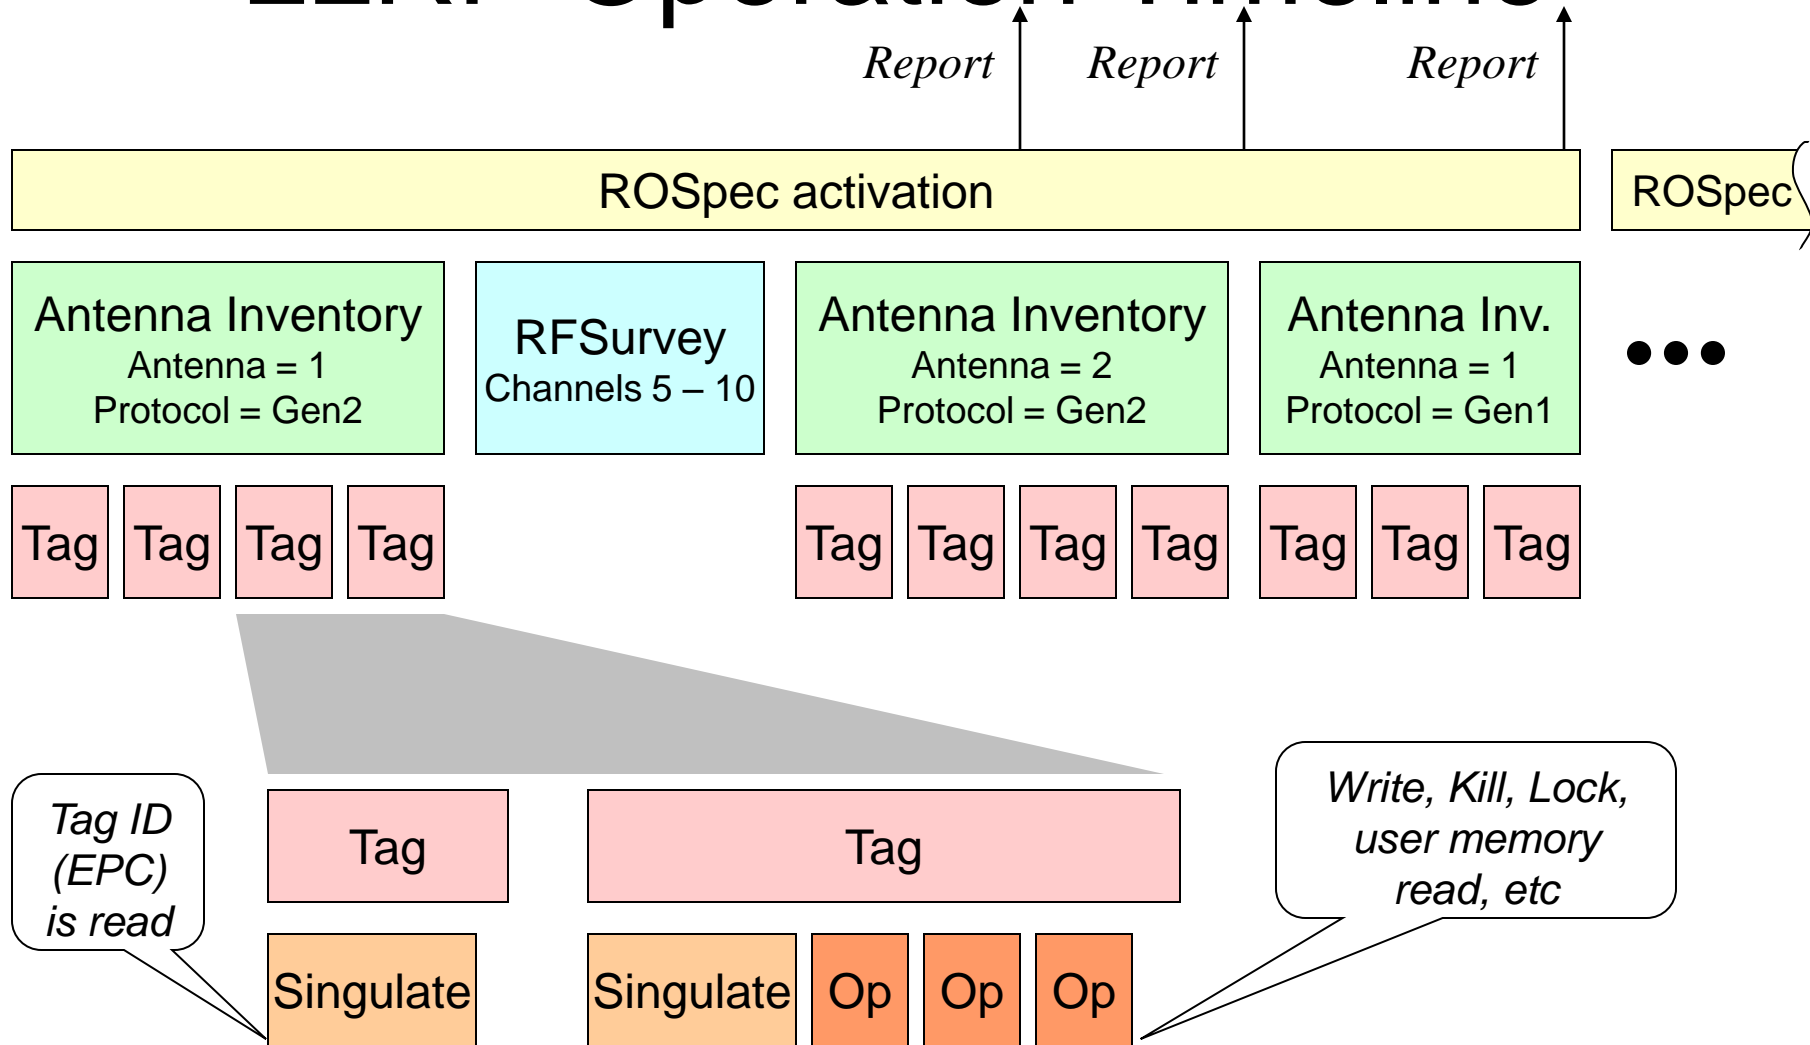 LLRP Operation Timeline
Report Report Report
ROSpec activation
ROSpec
Antenna Inventory
Antenna = 1
Protocol = Gen2
RFSurvey
Channels 5 – 10
Antenna Inventory
Antenna = 2
Protocol = Gen2
Antenna Inv.
Antenna = 1
Protocol = Gen1
•••
Tag Tag Tag Tag Tag Tag Tag Tag Tag Tag Tag
Tag ID
(EPC)
is read
Tag Tag
Write, Kill, Lock,
user memory
read, etc
Singulate Singulate Op Op Op